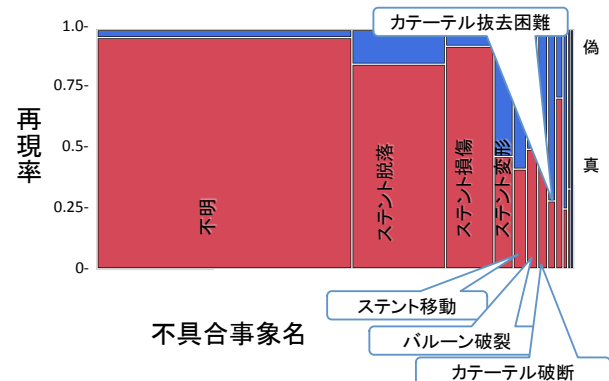 カテーテル抜去困難
1.0-
0.75-
0.5-
0.25-
0-
再現率
偽
真
不明
ステント脱落
ステント損傷
ステント変形
ステント移動
バルーン破裂
カテーテル破断
不具合事象名